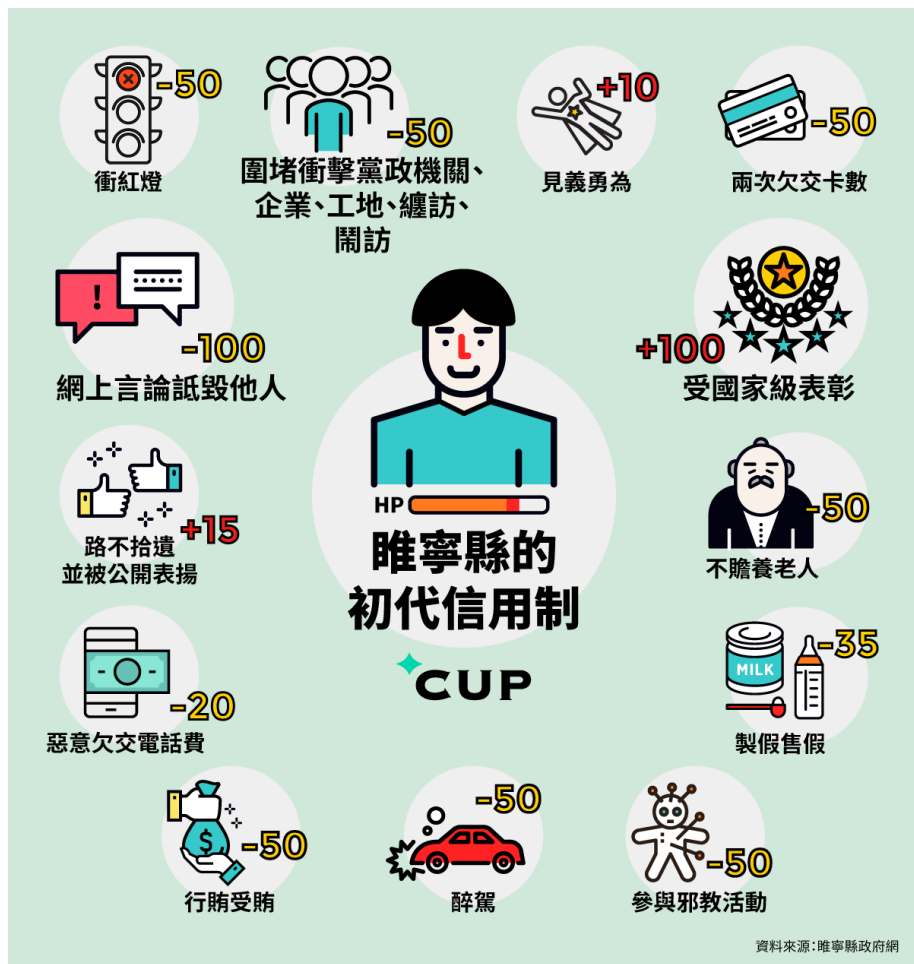 -50
衝紅燈
-50
圍堵衝擊黨政機關、
企業、工地、纏訪、
鬧訪
+10
見義勇為
-50
兩次欠交卡數
!
-100
網上言論詆毀他人
+100
受國家級表彰
HP
睢寧縣的
初代信用制
CUP
+15
路不拾遺
並被公開表揚
-50
不贍養老人
-20
惡意欠交電話費
MILK
-35
製假售假
$
-50
行賄受賄
-50
醉駕
-50
參與邪教活動
資料來源:睢寧縣政府網